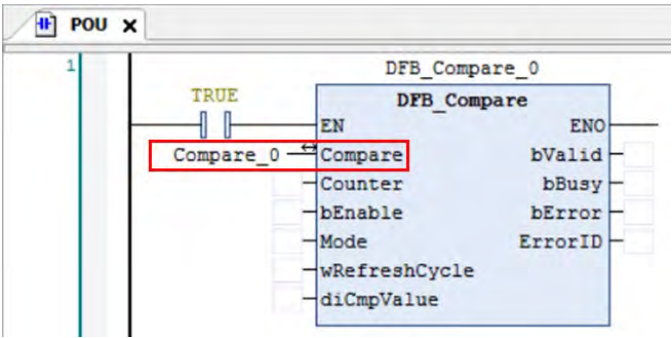 POU X
1
DFB_Compare_0
TRUE
DFB_Compare
EN ENO
Compare_0 Compare bValid
Counter bBusy
bEnable bError
Mode ErrorID
wRefreshCycle
diCmpValue